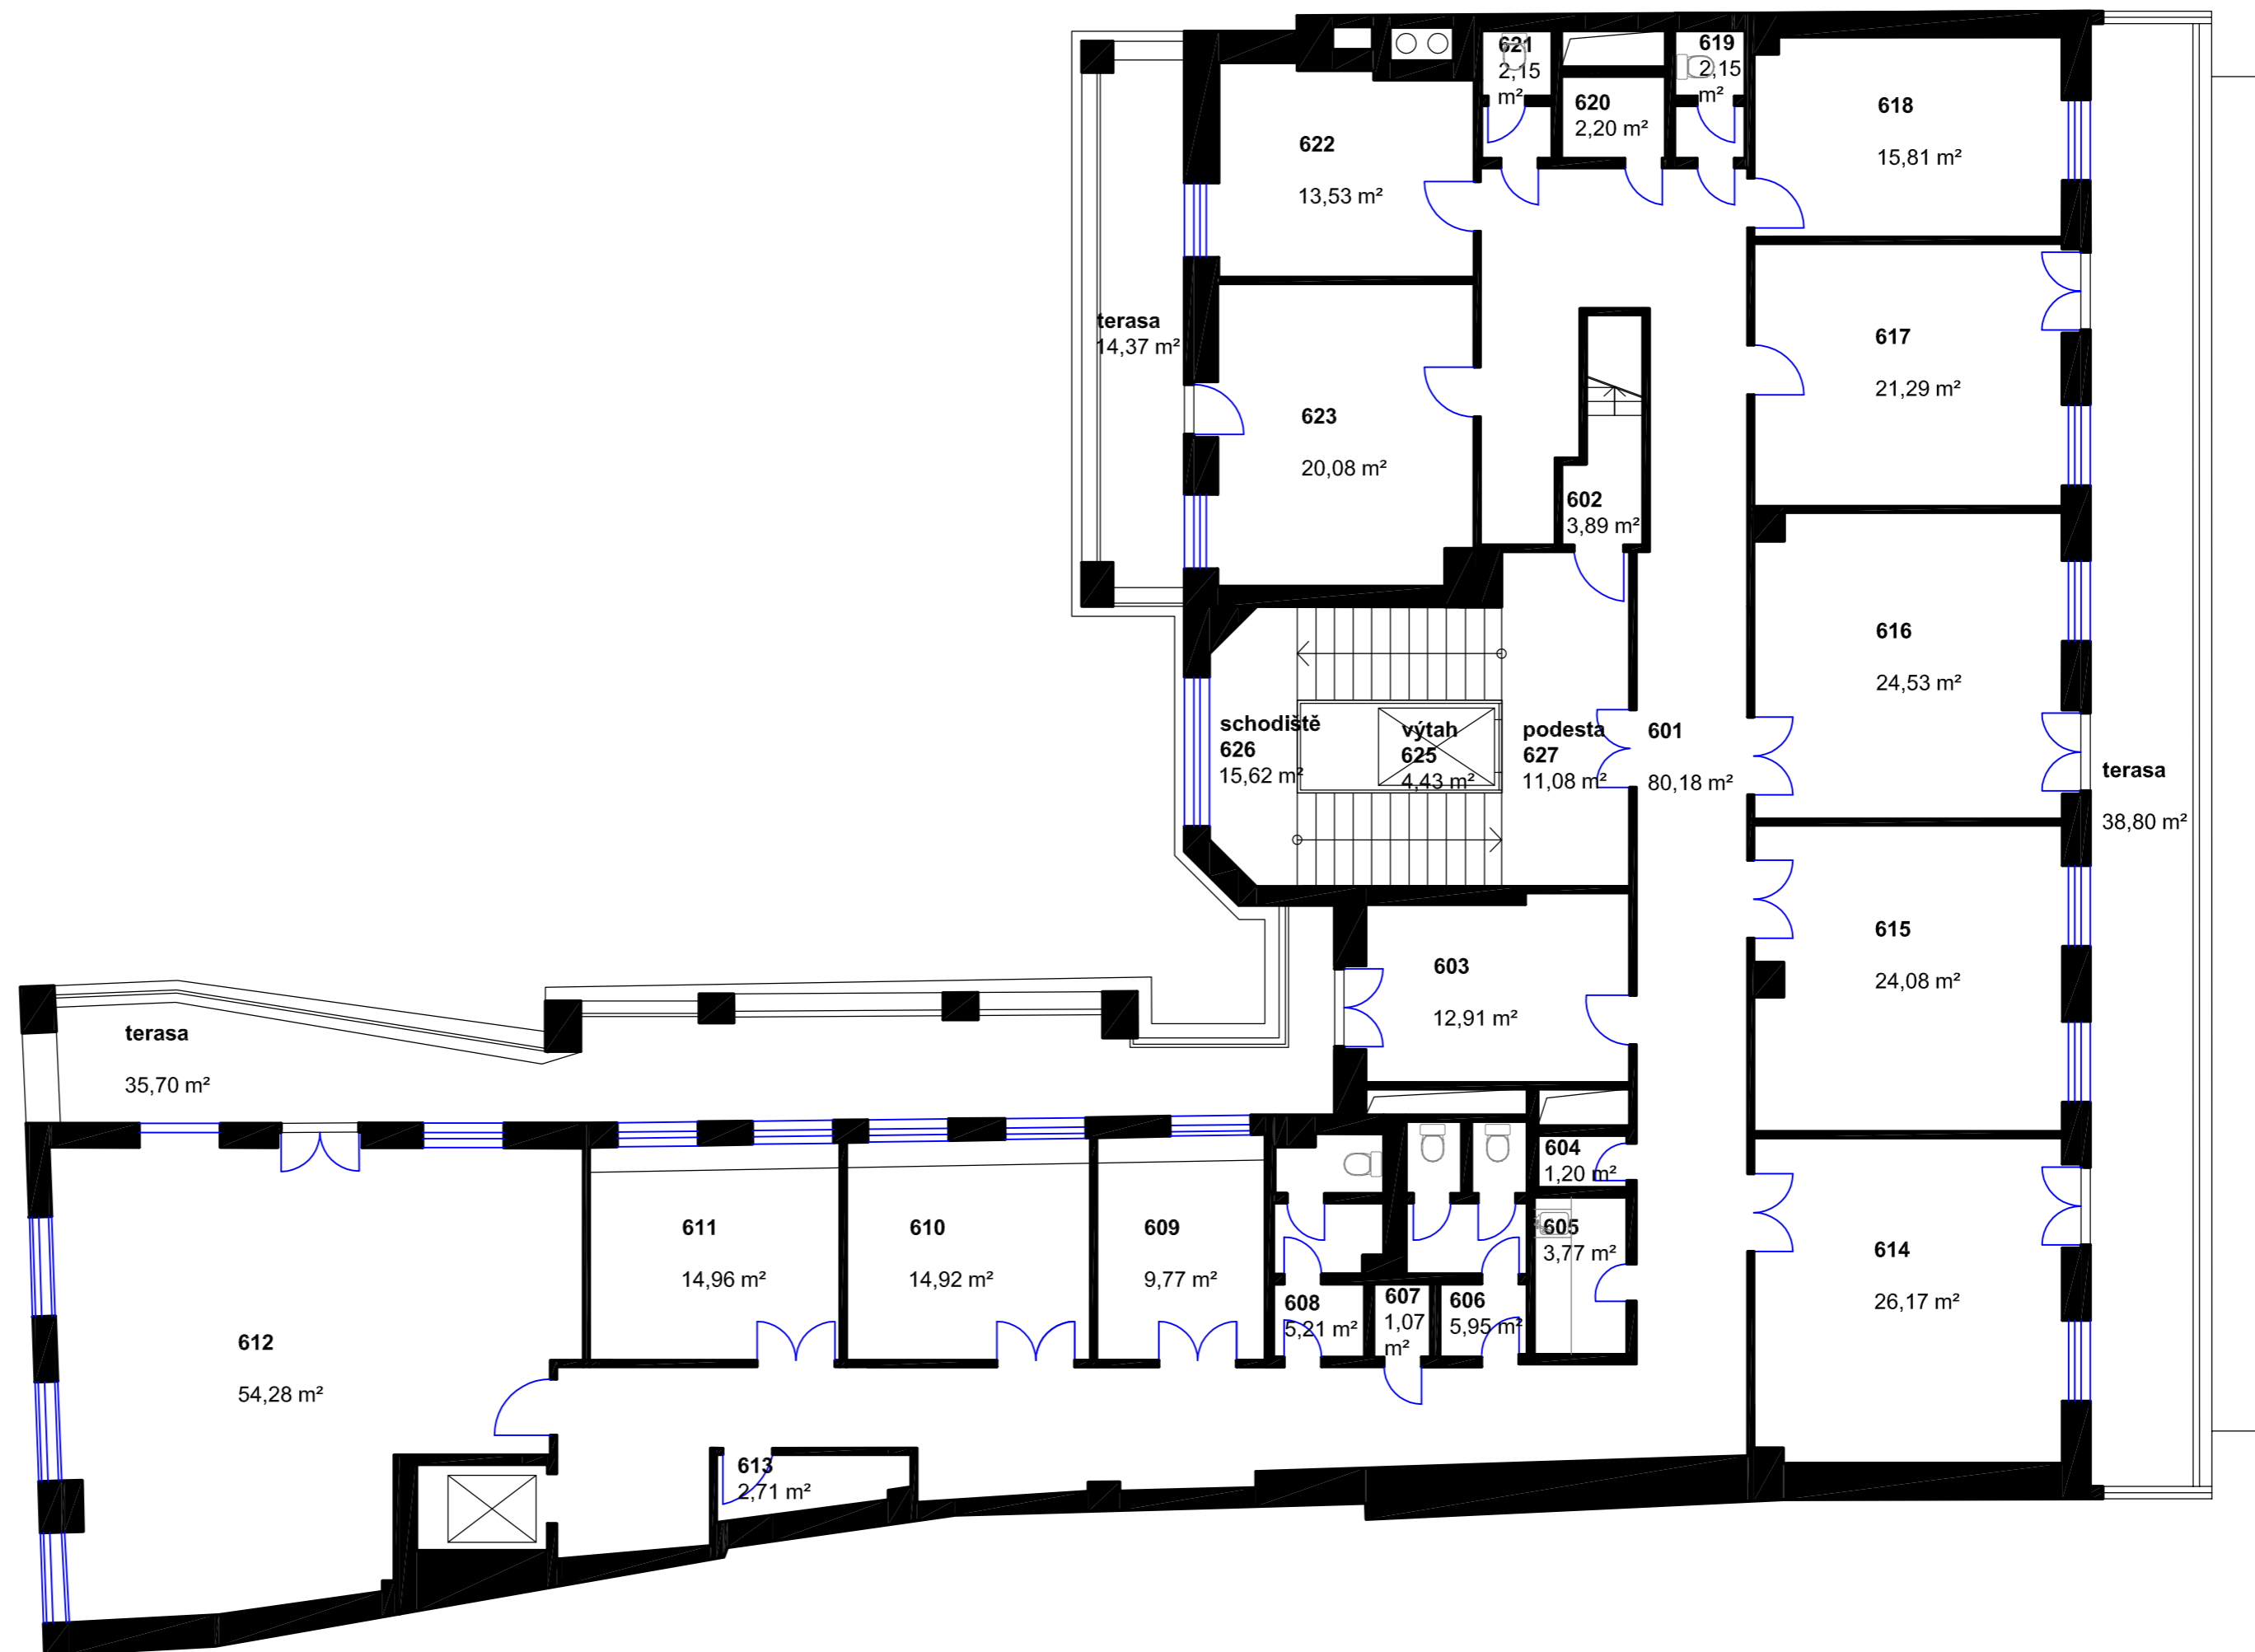 621
2,15
m²
619
2,15
m²
620
2,20 m²
618
15,81 m²
622
13,53 m²
terasa
14,37 m²
617
21,29 m²
623
20,08 m²
602
3,89 m²
616
24,53 m²
schodiště
626
15,62 m²
výtah
625
4,43 m²
podesta
627
11,08 m²
601
80,18 m²
terasa
38,80 m²
615
24,08 m²
603
12,91 m²
terasa
35,70 m²
604
1,20 m²
605
3,77 m²
611
14,96 m²
610
14,92 m²
609
9,77 m²
614
26,17 m²
608
5,21 m²
607
1,07
m²
606
5,95 m²
612
54,28 m²
613
2,71 m²